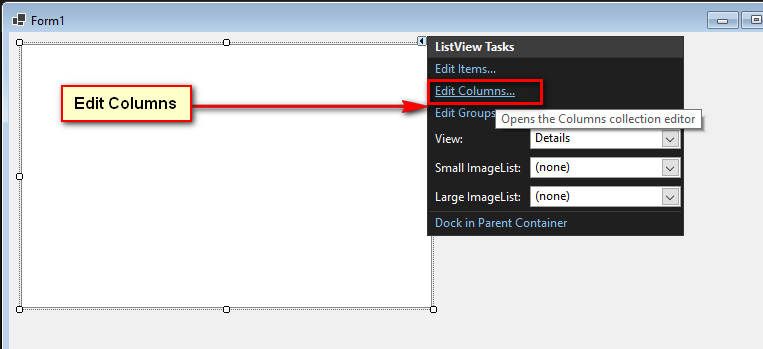 Form1
ListView Tasks
Edit Items...
Edit Columns
Edit Columns...
Edit Groups
Opens the Columns collection editor
View: Details
Small ImageList: (none)
Large ImageList: (none)
Dock in Parent Container